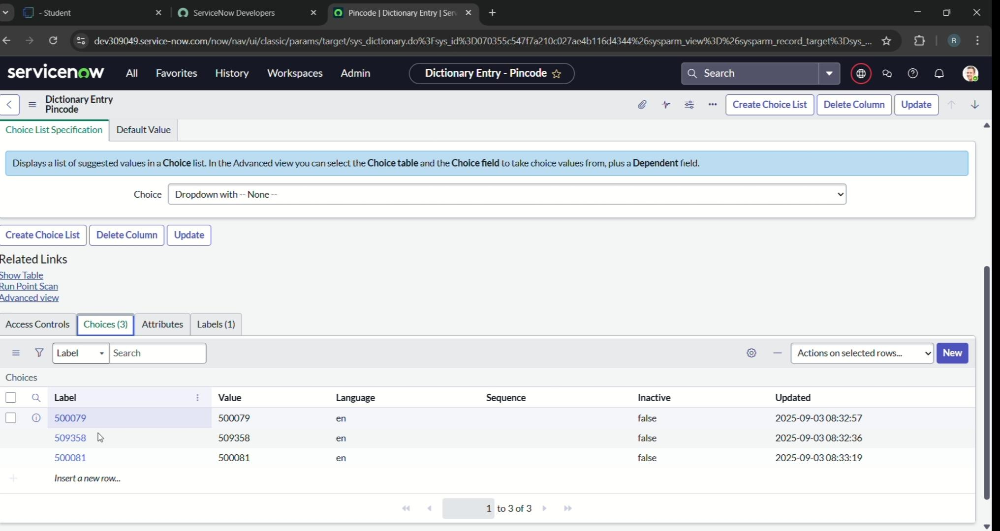 - Student
ServiceNow Developers
Pincode | Dictionary Entry | Serv
dev309049.service-now.com/now/nav/ui/classic/params/target/sys_dictionary.do%3Fsys_id%3D070355c547f7a210c027ae4b116d4344%26sysparm_view%3D%26sysparm_record_target%3Dsys_...
R
servicenow
All
Favorites
History
Workspaces
Admin
Dictionary Entry - Pincode
Search
Dictionary Entry
Pincode
Create Choice List
Delete Column
Update
Choice List Specification
Default Value
Displays a list of suggested values in a Choice list. In the Advanced view you can select the Choice table and the Choice field to take choice values from, plus a Dependent field.
Choice
Dropdown with -- None --
Create Choice List
Delete Column
Update
Related Links
Show Table
Run Point Scan
Advanced view
Access Controls
Choices (3)
Attributes
Labels (1)
Label
Search
Actions on selected rows...
New
Choices
Label Value Language Sequence Inactive Updated
500079 500079 en false 2025-09-03 08:32:57
509358 509358 en false 2025-09-03 08:32:36
500081 500081 en false 2025-09-03 08:33:19
Insert a new row...
1 to 3 of 3